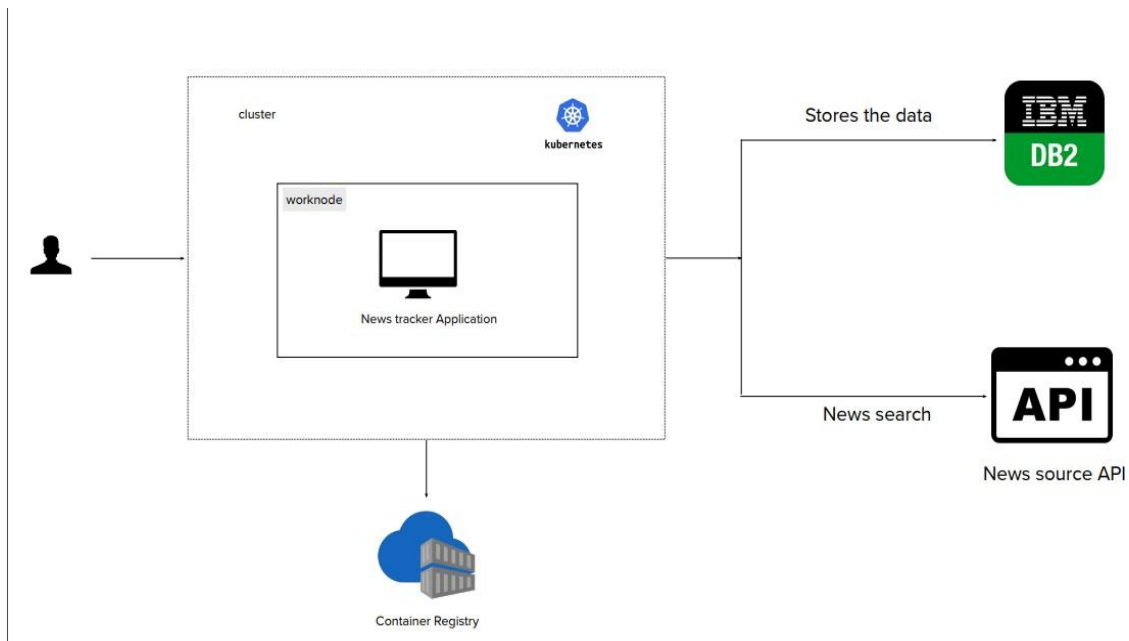 cluster
kubernetes
Stores the data
IBM
DB2
worknode
News tracker Application
News search
API
News source API
Container Registry